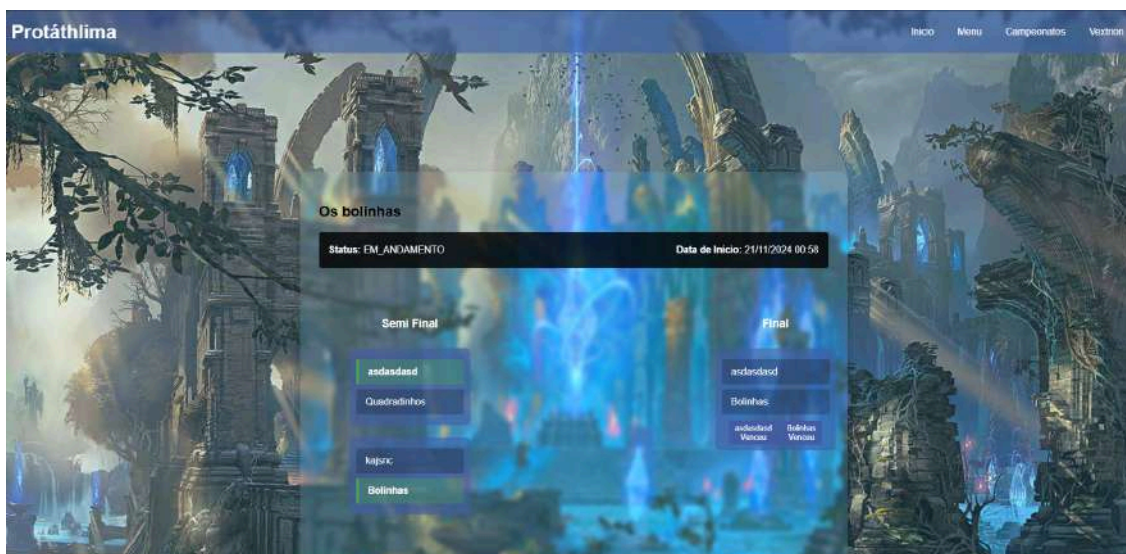 Protáthlima
Inicio Menu Campeonatos Vextrion
Os bolinhas
Status: EM_ANDAMENTO Data de Inicio: 21/11/2024 00:58
Semi Final
asdasdasd
Quadradinhos
kajsnc
Bolinhas
Final
asdasdasd
Bolinhas
asdasdasd Bolinhas
Venceu Venceu